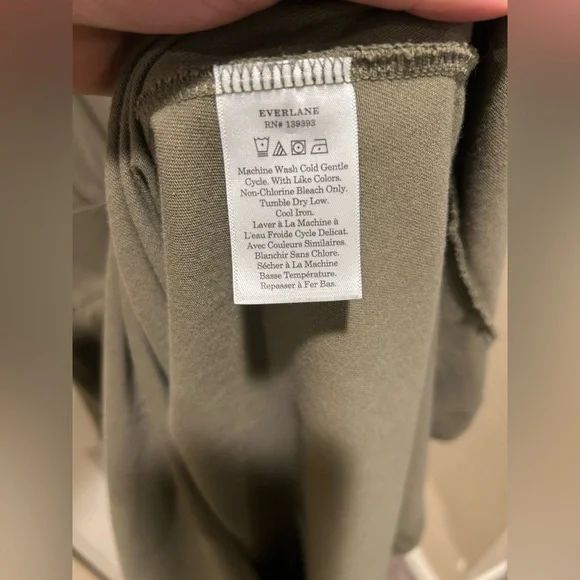 EVERLANE
RN# 139393
Machine Wash Cold Gentle
Cycle. With Like Colors.
Non-Chlorine Bleach Only.
Tumble Dry Low.
Cool Iron.
Laver à La Machine à
L'eau Froide Cycle Delicat.
Avec Couleurs Similaires.
Blanchir Sans Chlore.
Sécher à La Machine
Basse Température.
Repasser à Fer Bas.